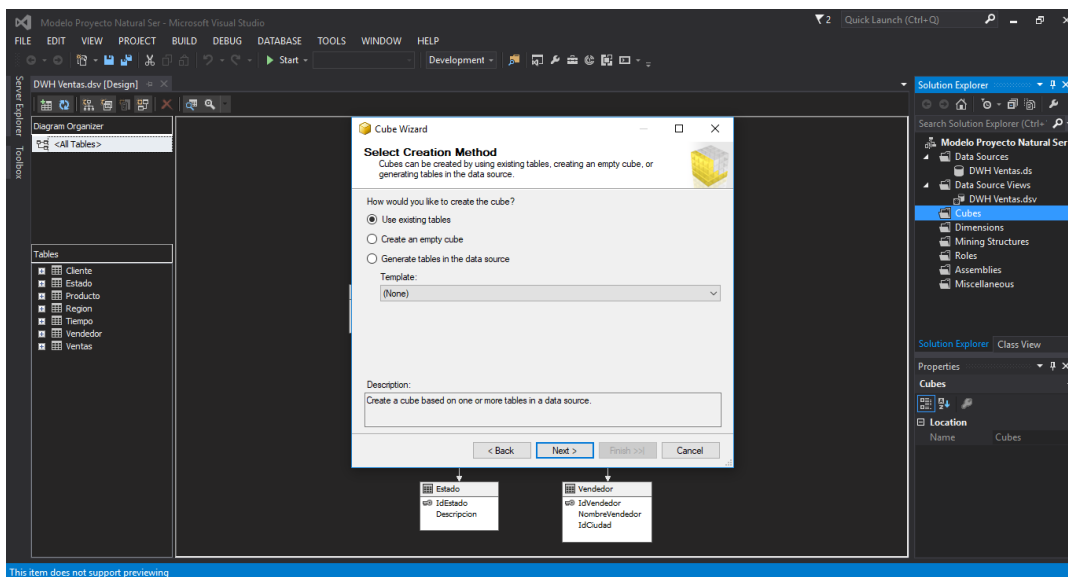 Modelo Proyecto Natural Ser - Microsoft Visual Studio
2
Quick Launch (Ctrl+Q)
FILE EDIT VIEW PROJECT BUILD DEBUG DATABASE TOOLS WINDOW HELP
Start
Development
Server Explorer
Toolbox
DWH Ventas.dsv [Design]
Diagram Organizer
<All Tables>
Tables
Cliente
Estado
Producto
Region
Tiempo
Vendedor
Ventas
Cube Wizard
Select Creation Method
Cubes can be created by using existing tables, creating an empty cube, or
generating tables in the data source.
How would you like to create the cube?
Use existing tables
Create an empty cube
Generate tables in the data source
Template:
(None)
Description:
Create a cube based on one or more tables in a data source.
< Back
Next >
Finish >>|
Cancel
Estado
IdEstado
Descripcion
Vendedor
IdVendedor
NombreVendedor
IdCiudad
Solution Explorer
Search Solution Explorer (Ctrl+
Modelo Proyecto Natural Ser
Data Sources
DWH Ventas.ds
Data Source Views
DWH Ventas.dsv
Cubes
Dimensions
Mining Structures
Roles
Assemblies
Miscellaneous
Solution Explorer Class View
Properties
Cubes
Location
Name Cubes
This item does not support previewing